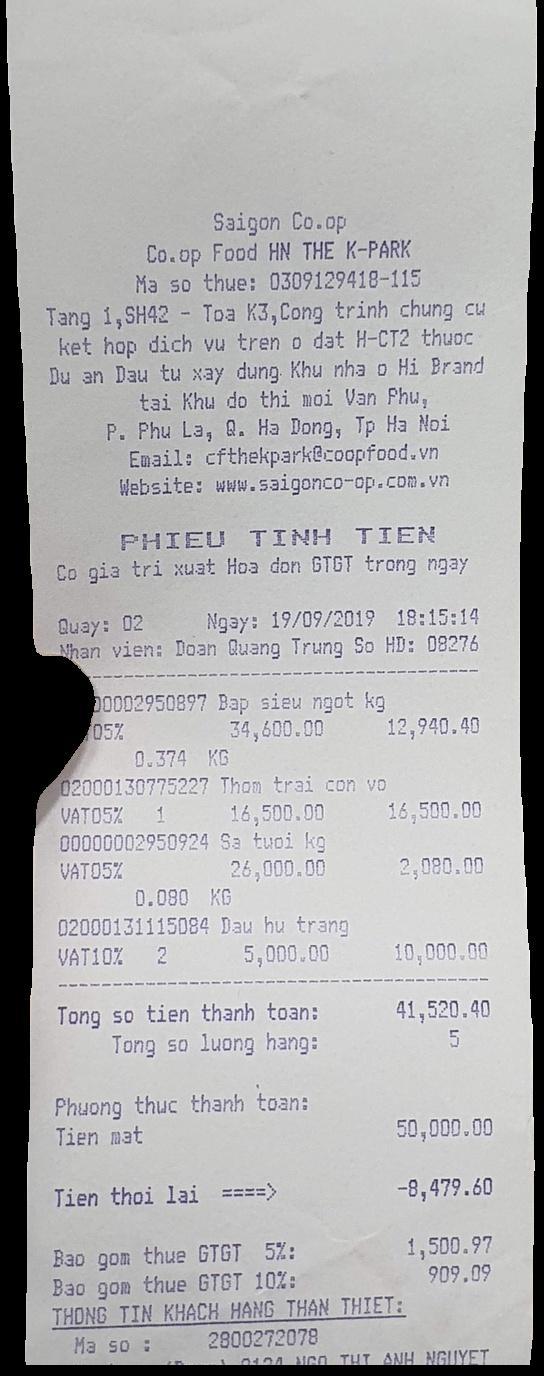 Saigon Co.op
Co.op Food HN THE K-PARK
Ma so thue: 0309129418-115
Tang 1,SH42 - Toa K3,Cong trinh chung cu
ket hop dich vu tren o dat H-CT2 thuoc
Du an Dau tu xay dung Khu nha o Hi Brand
tai Khu do thi moi Van Phu,
P. Phu La, Q. Ha Dong, Tp Ha Noi
Email: cfthekpark@coopfood.vn
Website: www.saigonco-op.com.vn
PHIEU TINH TIEN
Co gia tri xuat Hoa don GTGT trong ngay
Quay: 02 Ngay: 19/09/2019 18:15:14
Nhan vien: Doan Quang Trung So HD: 08276
00002950897 Bap sieu ngot kg
05% 34,600.00 12,940.40
0.374 KG
02000130775227 Thom trai con vo
VAT05% 1 16,500.00 16,500.00
00000002950924 Sa tuoi kg
VAT05% 26,000.00 2,080.00
0.080 KG
02000131115084 Dau hu trang
VAT10% 2 5,000.00 10,000.00
Tong so tien thanh toan: 41,520.40
Tong so luong hang: 5
Phuong thuc thanh toan:
Tien mat 50,000.00
Tien thoi lai ====> -8,479.60
Bao gom thue GTGT 5%: 1,500.97
Bao gom thue GTGT 10%: 909.09
THONG TIN KHACH HANG THAN THIET:
Ma so : 2800272078
0124 NGO THI ANH NGUYET